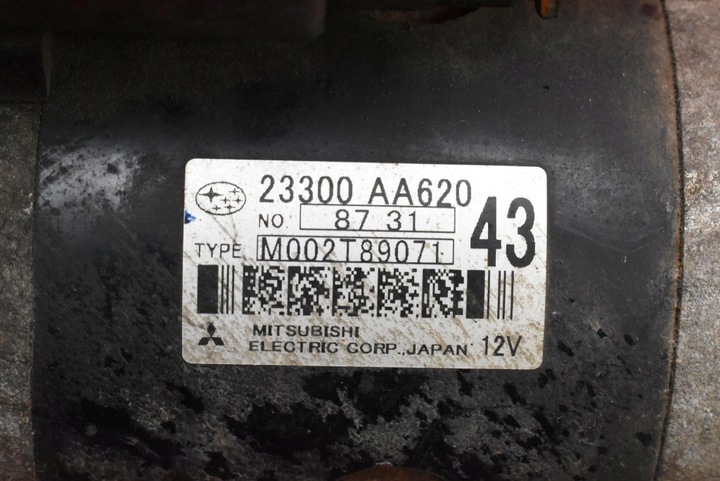 23300 AA620
NO. 87 31
43
TYPE M002T89071
MITSUBISHI
ELECTRIC CORP., JAPAN 12V